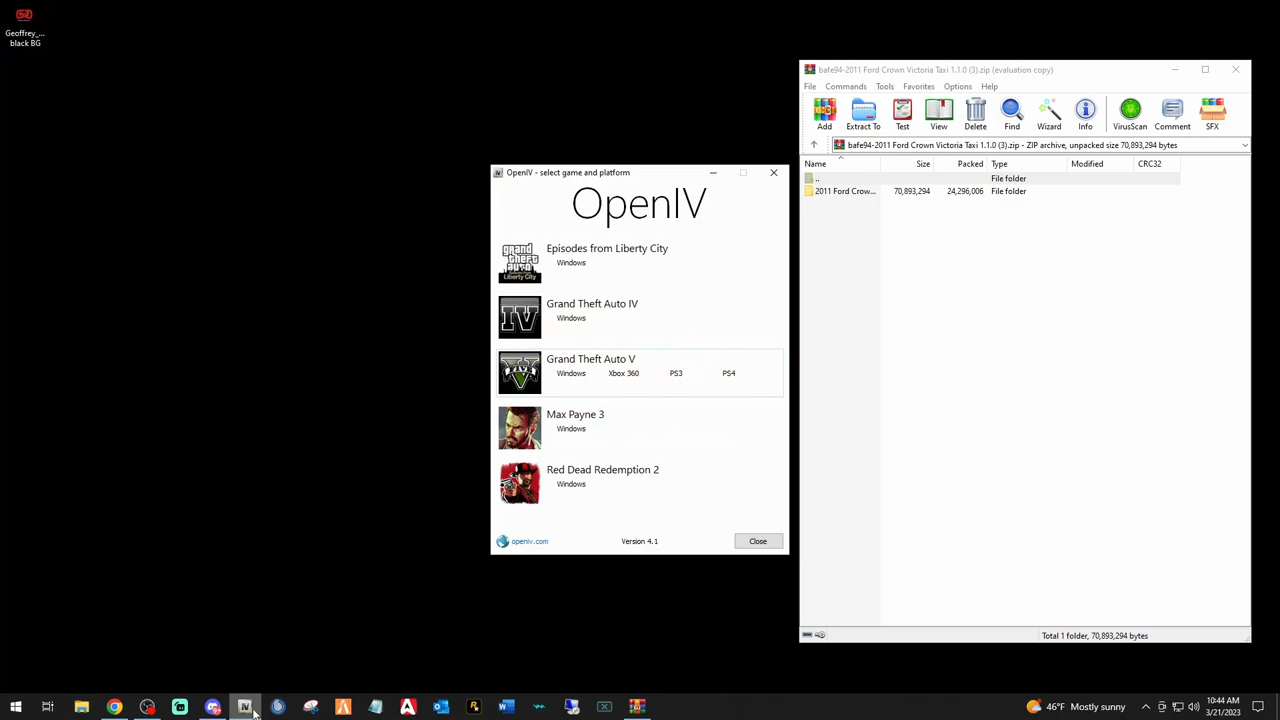 Geoffrey_...
black BG
bafe94-2011 Ford Crown Victoria Taxi 1.1.0 (3).zip (evaluation copy)
File Commands Tools Favorites Options Help
Add Extract To Test View Delete Find Wizard Info VirusScan Comment SFX
bafe94-2011 Ford Crown Victoria Taxi 1.1.0 (3).zip - ZIP archive, unpacked size 70,893,294 bytes
Name Size Packed Type Modified CRC32
.. File folder
2011 Ford Crow... 70,893,294 24,296,006 File folder
Total 1 folder, 70,893,294 bytes
OpenIV - select game and platform
OpenIV
Episodes from Liberty City
Windows
Grand Theft Auto IV
Windows
Grand Theft Auto V
Windows Xbox 360 PS3 PS4
Max Payne 3
Windows
Red Dead Redemption 2
Windows
openiv.com Version 4.1 Close
46°F Mostly sunny
10:44 AM
3/21/2023